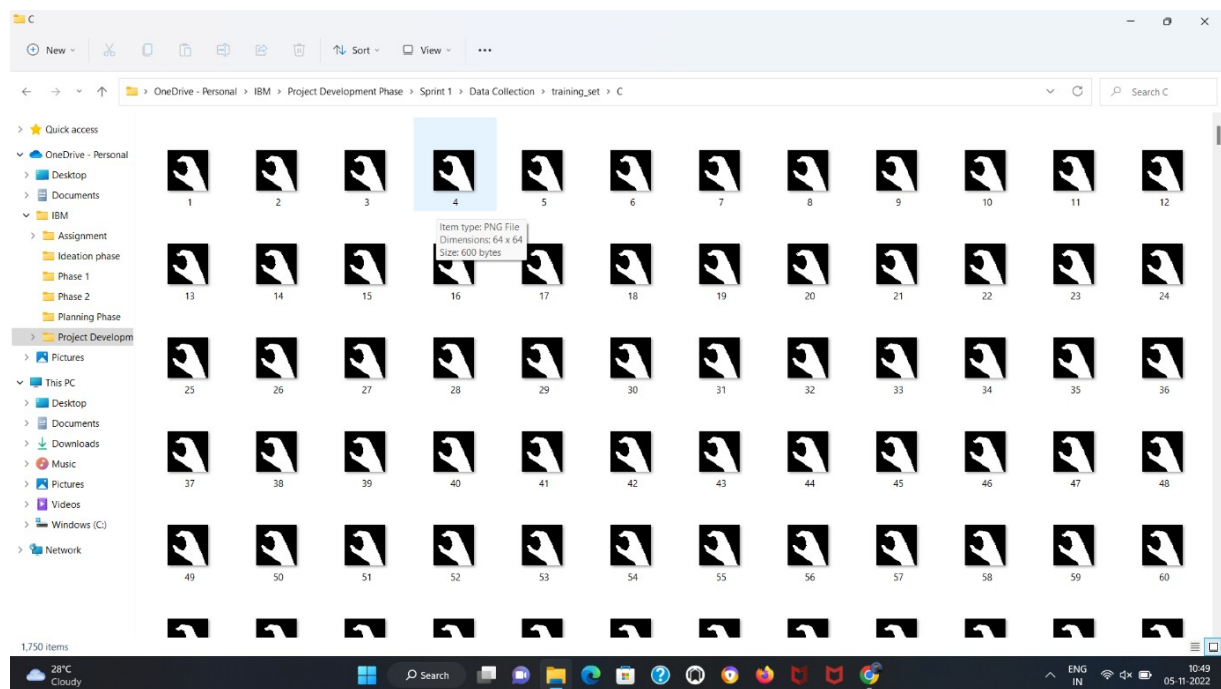 C
New Sort View
OneDrive - Personal > IBM > Project Development Phase > Sprint 1 > Data Collection > training_set > C
Search C
Quick access
OneDrive - Personal
Desktop
Documents
IBM
Assignment
Ideation phase
Phase 1
Phase 2
Planning Phase
Project Developm
Pictures
This PC
Desktop
Documents
Downloads
Music
Pictures
Videos
Windows (C:)
Network
1 2 3 4 5 6 7 8 9 10 11 12
Item type: PNG File
Dimensions: 64 x 64
Size: 600 bytes
13 14 15 16 17 18 19 20 21 22 23 24
25 26 27 28 29 30 31 32 33 34 35 36
37 38 39 40 41 42 43 44 45 46 47 48
49 50 51 52 53 54 55 56 57 58 59 60
1,750 items
28°C
Cloudy
Search
ENG
IN
10:49
05-11-2022